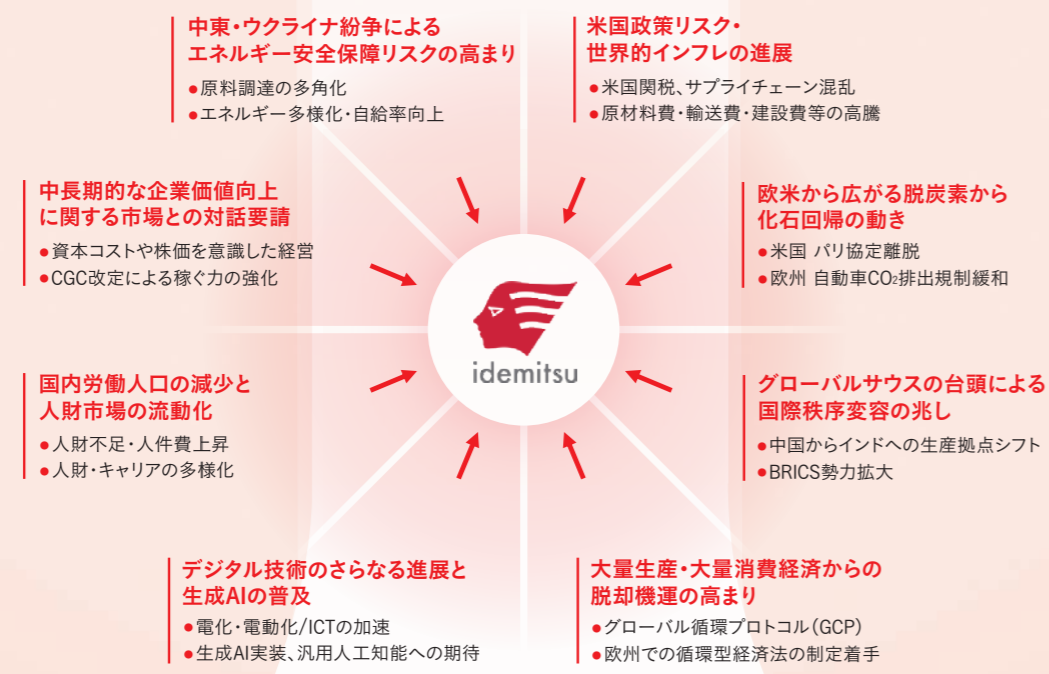 中東・ウクライナ紛争による
エネルギー安全保障リスクの高まり
●原料調達の多角化
●エネルギー多様化・自給率向上
米国政策リスク・
世界的インフレの進展
●米国関税、サプライチェーン混乱
●原材料費・輸送費・建設費等の高騰
中長期的な企業価値向上
に関する市場との対話要請
●資本コストや株価を意識した経営
●CGC改定による稼ぐ力の強化
欧米から広がる脱炭素から
化石回帰の動き
●米国 パリ協定離脱
●欧州 自動車CO₂排出規制緩和
idemitsu
国内労働人口の減少と
人財市場の流動化
●人財不足・人件費上昇
●人財・キャリアの多様化
グローバルサウスの台頭による
国際秩序変容の兆し
●中国からインドへの生産拠点シフト
●BRICS勢力拡大
デジタル技術のさらなる進展と
生成AIの普及
●電化・電動化/ICTの加速
●生成AI実装、汎用人工知能への期待
大量生産・大量消費経済からの
脱却機運の高まり
●グローバル循環プロトコル(GCP)
●欧州での循環型経済法の制定着手